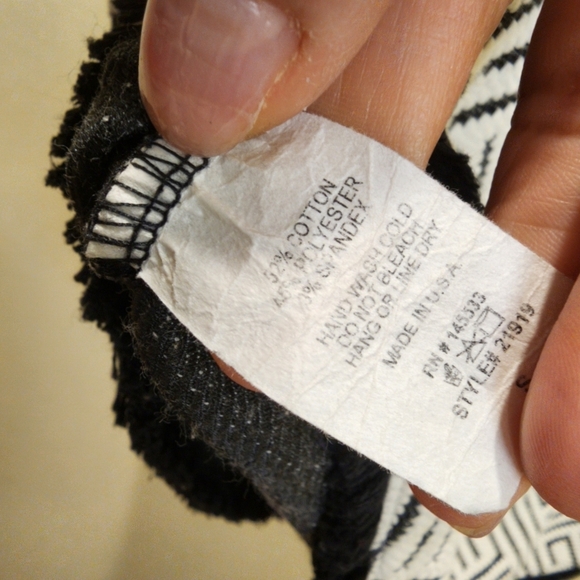 52% COTTON
POLYESTER
3% SPANDEX
HAND WASH COLD
DO NOT BLEACH
HANG OR LINE DRY
MADE IN U.S.A
RN # 145533
STYLE# 21919
S